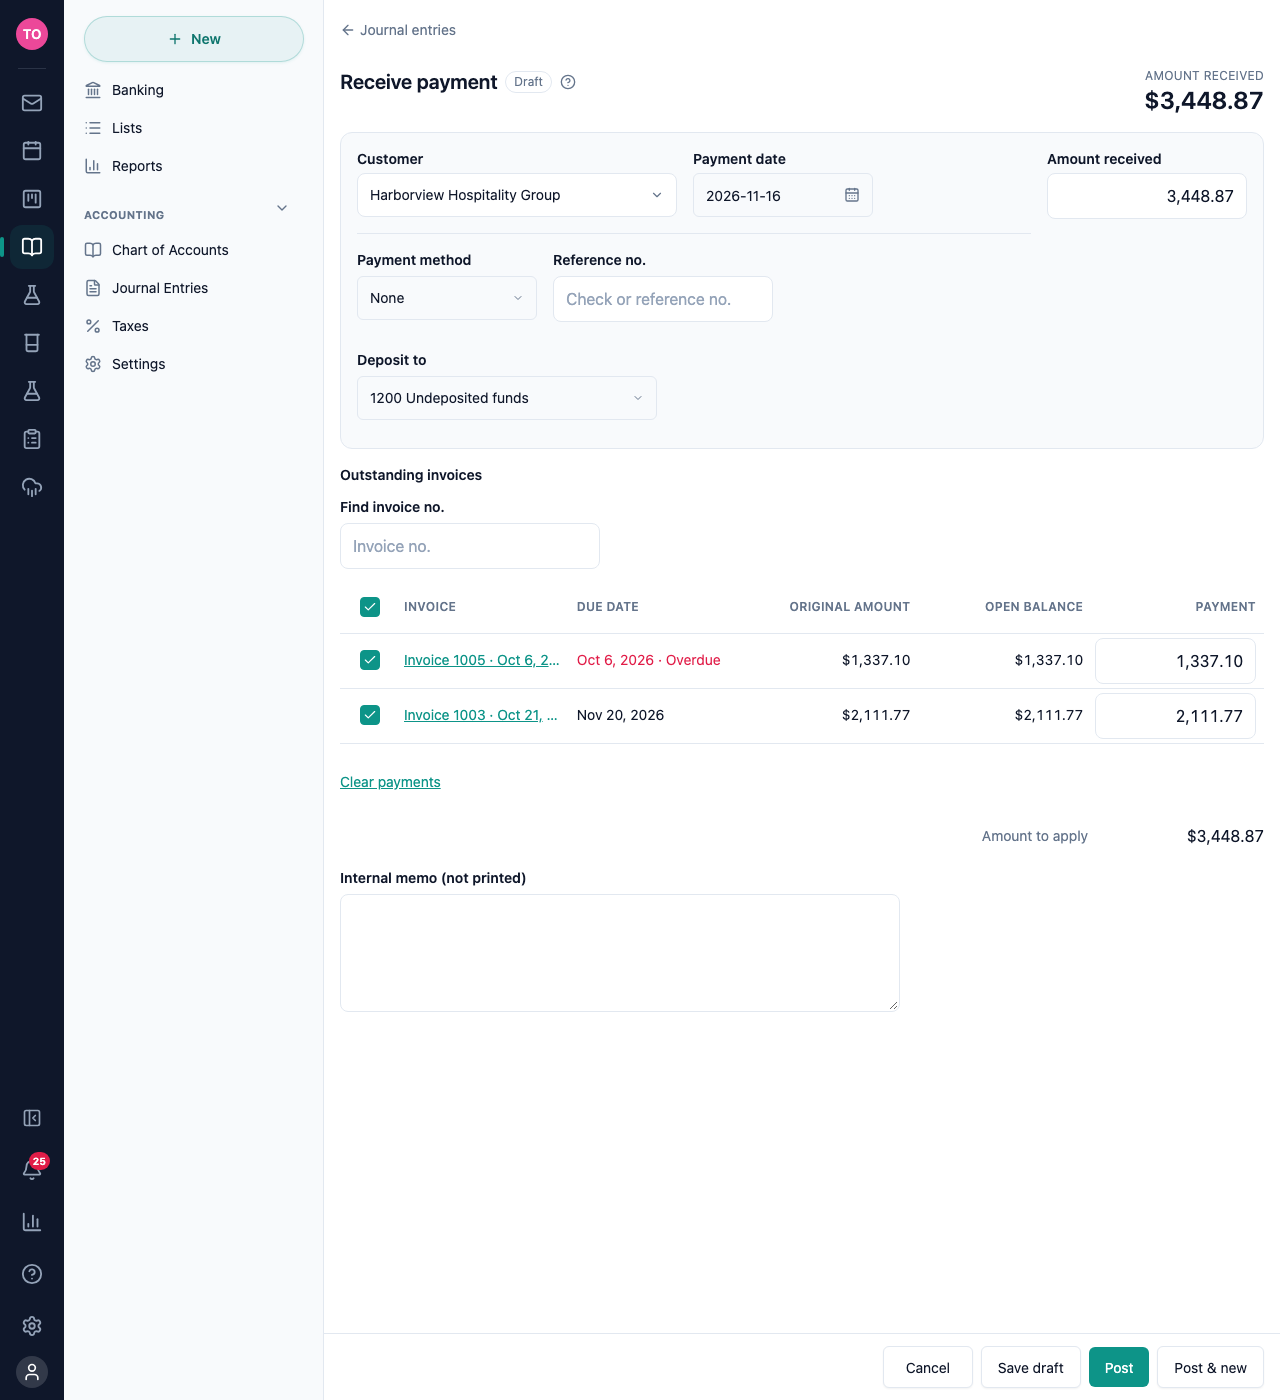 TO
New
Banking
Lists
Reports
ACCOUNTING
Chart of Accounts
Journal Entries
Taxes
Settings
25
Journal entries
Receive payment Draft
AMOUNT RECEIVED
$3,448.87
Customer Payment date Amount received
Harborview Hospitality Group 2026-11-16 3,448.87
Payment method Reference no.
None Check or reference no.
Deposit to
1200 Undeposited funds
Outstanding invoices
Find invoice no.
Invoice no.
INVOICE DUE DATE ORIGINAL AMOUNT OPEN BALANCE PAYMENT
Invoice 1005 · Oct 6, 2... Oct 6, 2026 · Overdue $1,337.10 $1,337.10 1,337.10
Invoice 1003 · Oct 21, ... Nov 20, 2026 $2,111.77 $2,111.77 2,111.77
Clear payments
Amount to apply $3,448.87
Internal memo (not printed)
Cancel Save draft Post Post & new